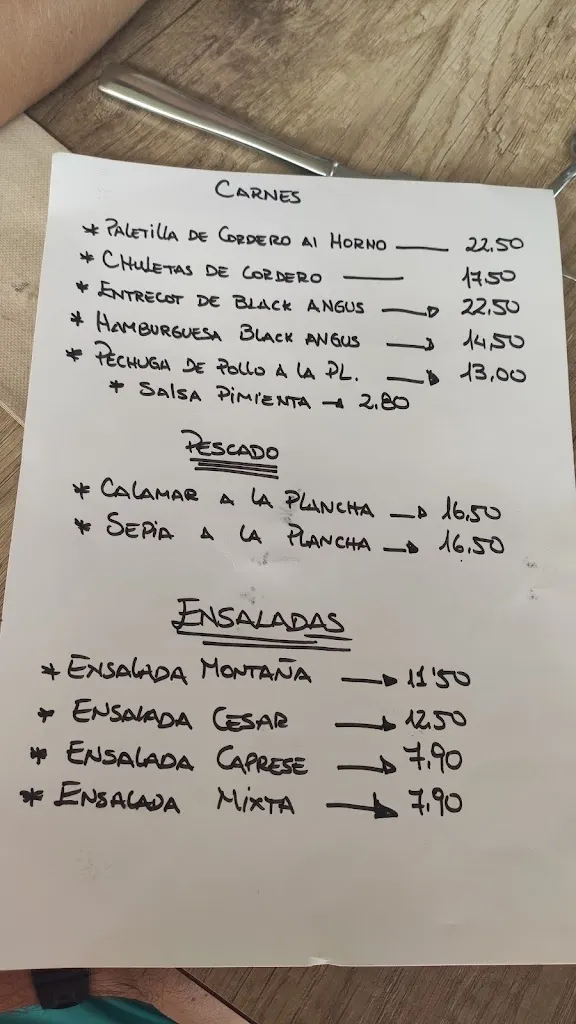 CARNES
* PALETILLA DE CORDERO AL HORNO — 22.50
* CHULETAS DE CORDERO — 17.50
* ENTRECOT DE BLACK ANGUS → 22.50
* HAMBURGUESA BLACK ANGUS → 14,50
* PECHUGA DE POLLO A LA PL. → 13,00
* SALSA PIMIENTA → 2.80
PESCADO
* CALAMAR A LA PLANCHA → 16,50
* SEPIA A LA PLANCHA → 16.50
ENSALADAS
* ENSALADA MONTAÑA → 11'50
* ENSALADA CESAR → 12.50
* ENSALADA CAPRESE → 7.90
* ENSALADA MIXTA → 7.90